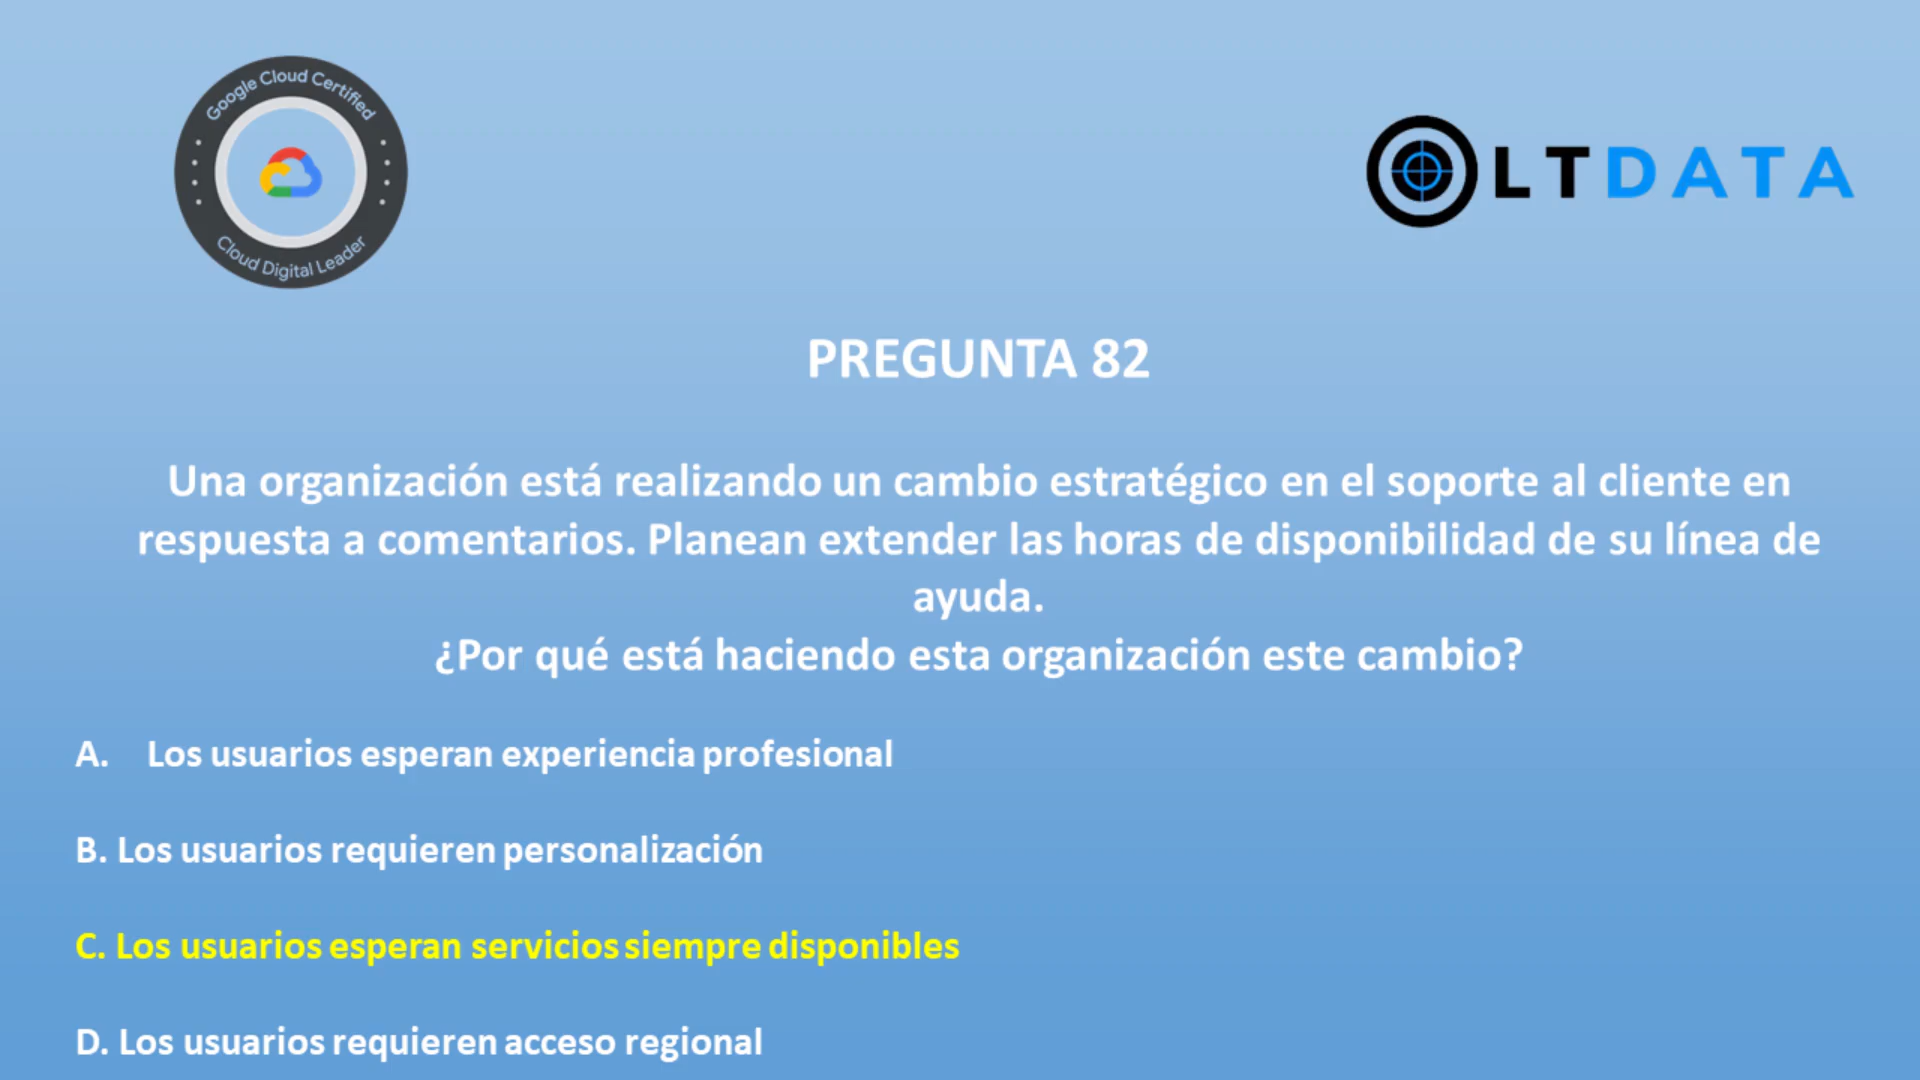 Google Cloud Certified
Cloud Digital Leader
LTDATA
PREGUNTA 82
Una organización está realizando un cambio estratégico en el soporte al cliente en
respuesta a comentarios. Planean extender las horas de disponibilidad de su línea de
ayuda.
¿Por qué está haciendo esta organización este cambio?
A. Los usuarios esperan experiencia profesional
B. Los usuarios requieren personalización
C. Los usuarios esperan servicios siempre disponibles
D. Los usuarios requieren acceso regional